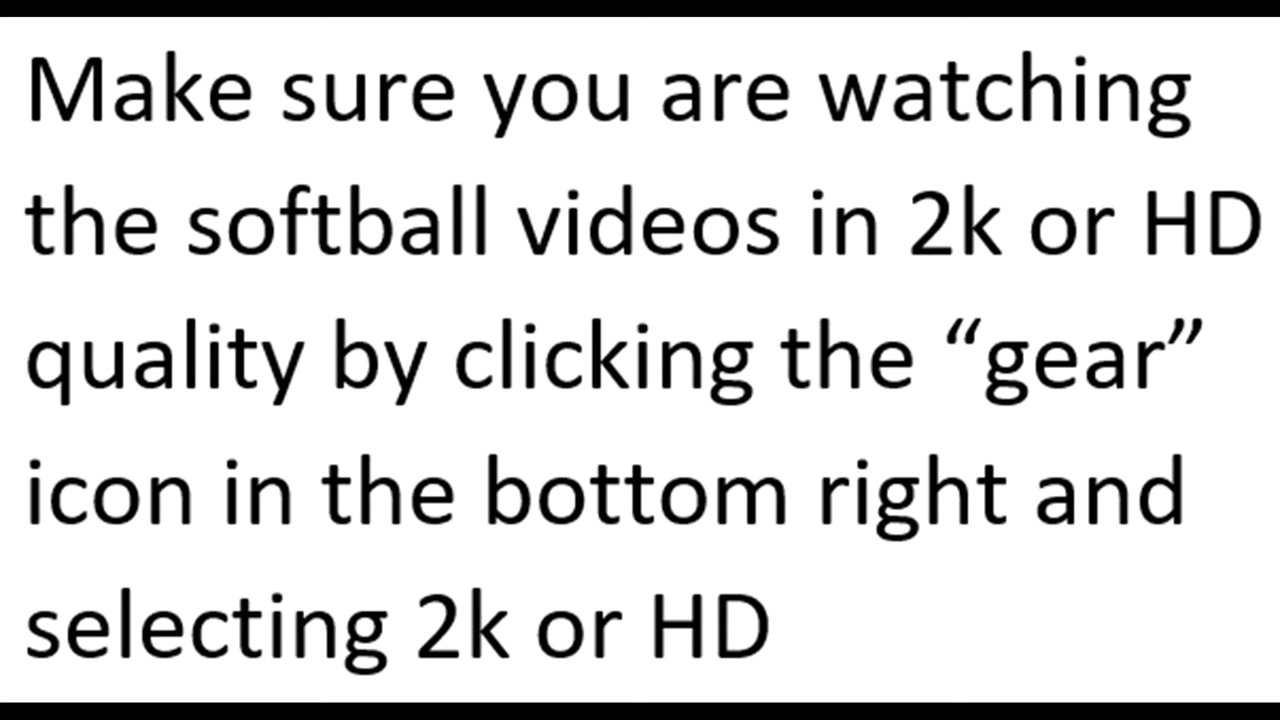 Make sure you are watching
the softball videos in 2k or HD
quality by clicking the “gear”
icon in the bottom right and
selecting 2k or HD